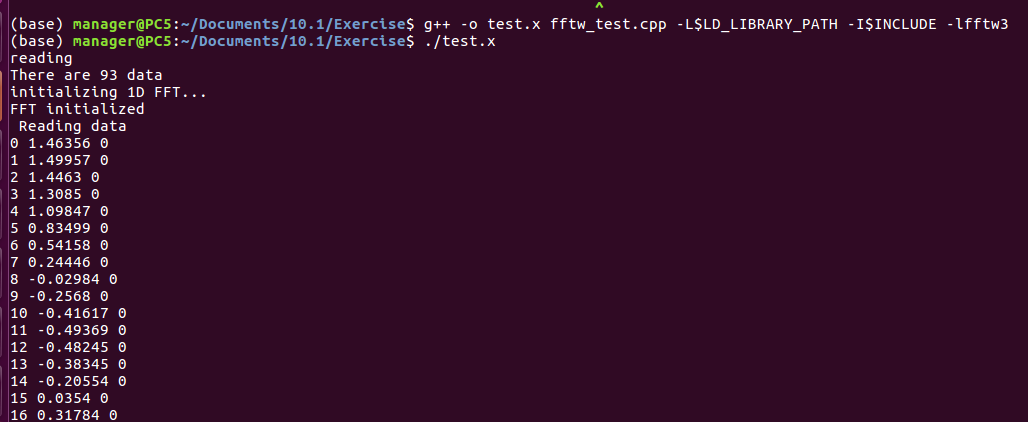 ^
(base) manager@PC5:~/Documents/10.1/Exercise$ g++ -o test.x fftw_test.cpp -L$LD_LIBRARY_PATH -I$INCLUDE -lfftw3
(base) manager@PC5:~/Documents/10.1/Exercise$ ./test.x
reading
There are 93 data
initializing 1D FFT...
FFT initialized
 Reading data
0 1.46356 0
1 1.49957 0
2 1.4463 0
3 1.3085 0
4 1.09847 0
5 0.83499 0
6 0.54158 0
7 0.24446 0
8 -0.02984 0
9 -0.2568 0
10 -0.41617 0
11 -0.49369 0
12 -0.48245 0
13 -0.38345 0
14 -0.20554 0
15 0.0354 0
16 0.31784 0